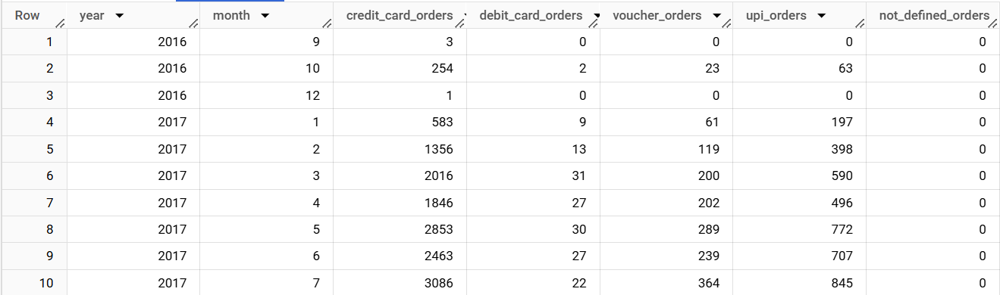 Row year month credit_card_orders debit_card_orders voucher_orders upi_orders not_defined_orders
1 2016 9 3 0 0 0 0
2 2016 10 254 2 23 63 0
3 2016 12 1 0 0 0 0
4 2017 1 583 9 61 197 0
5 2017 2 1356 13 119 398 0
6 2017 3 2016 31 200 590 0
7 2017 4 1846 27 202 496 0
8 2017 5 2853 30 289 772 0
9 2017 6 2463 27 239 707 0
10 2017 7 3086 22 364 845 0